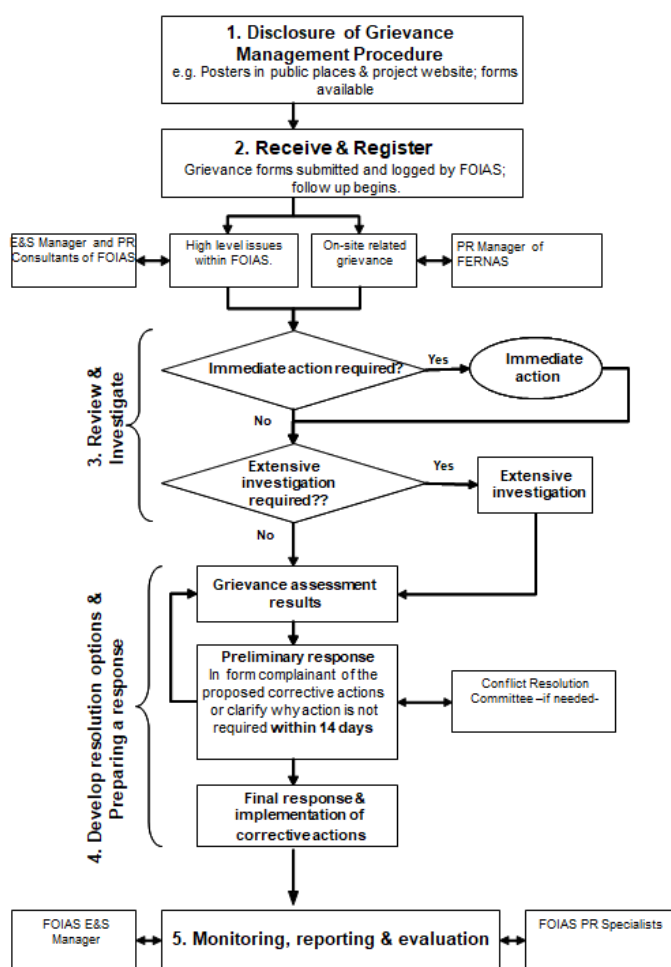 1. Disclosure of Grievance
Management Procedure
e.g. Posters in public places & project website; forms
available
2. Receive & Register
Grievance forms submitted and logged by FOIAS;
follow up begins.
E&S Manager and PR
Consultants of FOIAS
High level issues
within FOIAS.
On-site related
grievance
PR Manager of
FERNAS
3. Review &
Investigate
Immediate action required?
Yes
Immediate
action
No
Extensive
investigation
required??
Yes
Extensive
investigation
No
4. Develop resolution options &
Preparing a response
Grievance assessment
results
Preliminary response
In form complainant of the
proposed corrective actions
or clarify why action is not
required within 14 days
Conflict Resolution
Committee –if needed-
Final response &
implementation of
corrective actions
FOIAS E&S
Manager
5. Monitoring, reporting & evaluation
FOIAS PR Specialists